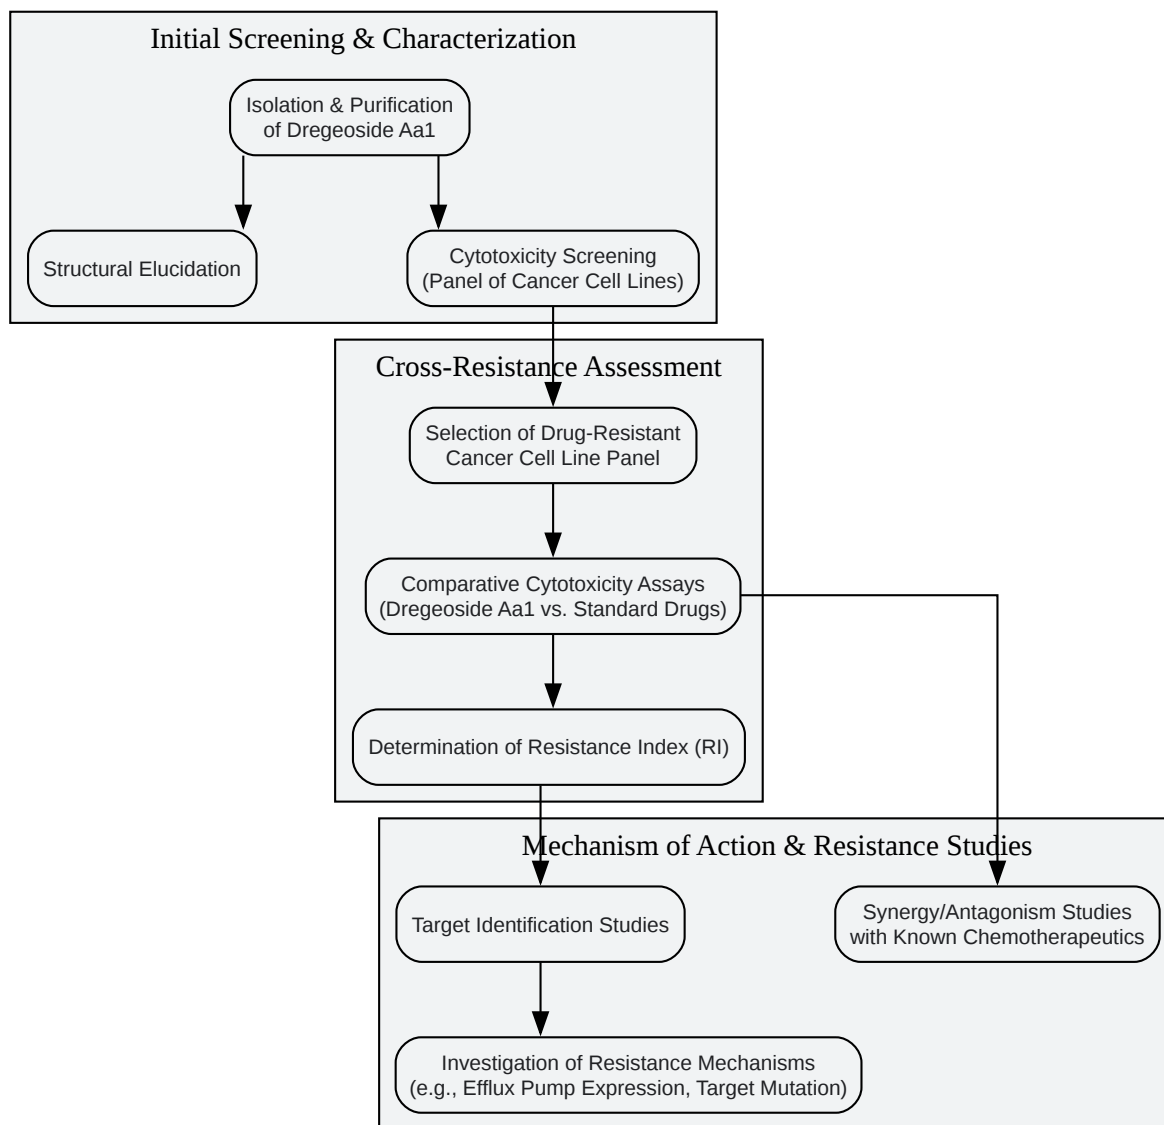 Initial Screening & Characterization
Isolation & Purification
of Dregeoside Aa1
Structural Elucidation
Cytotoxicity Screening
(Panel of Cancer Cell Lines)
Cross-Resistance Assessment
Selection of Drug-Resistant
Cancer Cell Line Panel
Comparative Cytotoxicity Assays
(Dregeoside Aa1 vs. Standard Drugs)
Determination of Resistance Index (RI)
Mechanism of Action & Resistance Studies
Target Identification Studies
Synergy/Antagonism Studies
with Known Chemotherapeutics
Investigation of Resistance Mechanisms
(e.g., Efflux Pump Expression, Target Mutation)